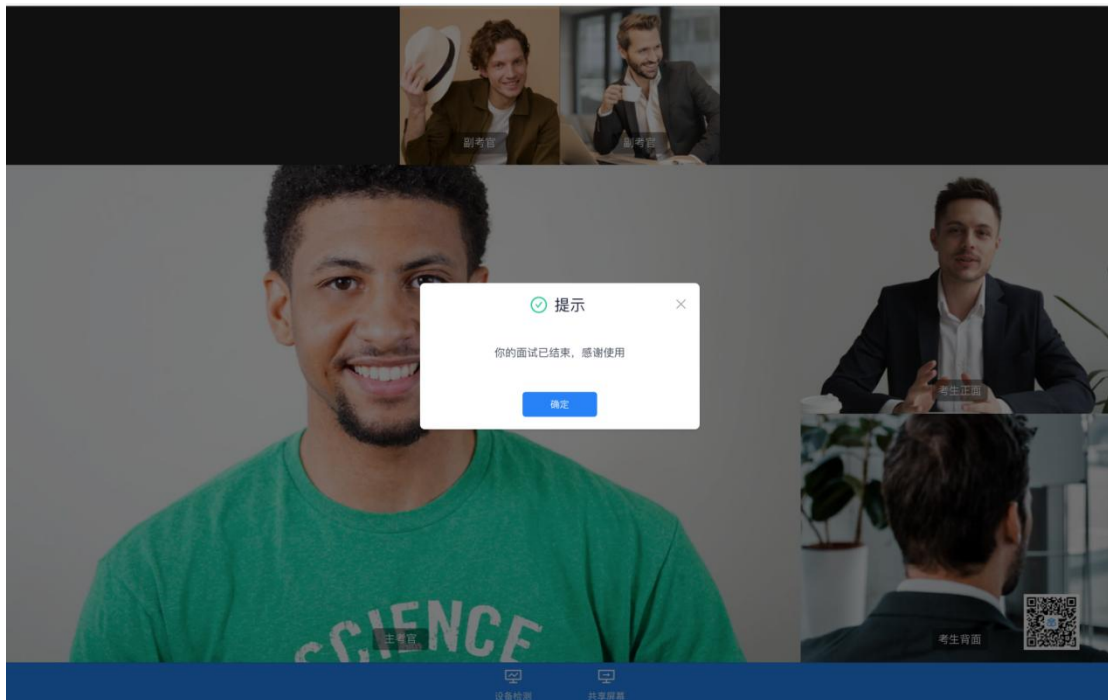 副考官
副考官
提示
你的面试已结束，感谢使用
确定
考生正面
SCIENCE
主考官
考生背面
设备检测
共享屏幕